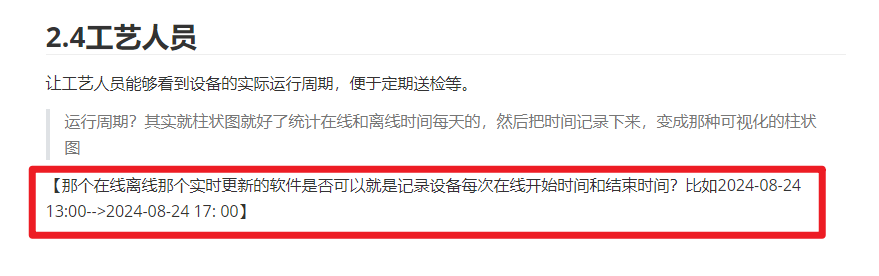 2.4工艺人员
让工艺人员能够看到设备的实际运行周期，便于定期送检等。
运行周期？其实就柱状图就好了统计在线和离线时间每天的，然后把时间记录下来，变成那种可视化的柱状
图
【那个在线离线那个实时更新的软件是否可以就是记录设备每次在线开始时间和结束时间？比如2024-08-24
13:00-->2024-08-24 17: 00】